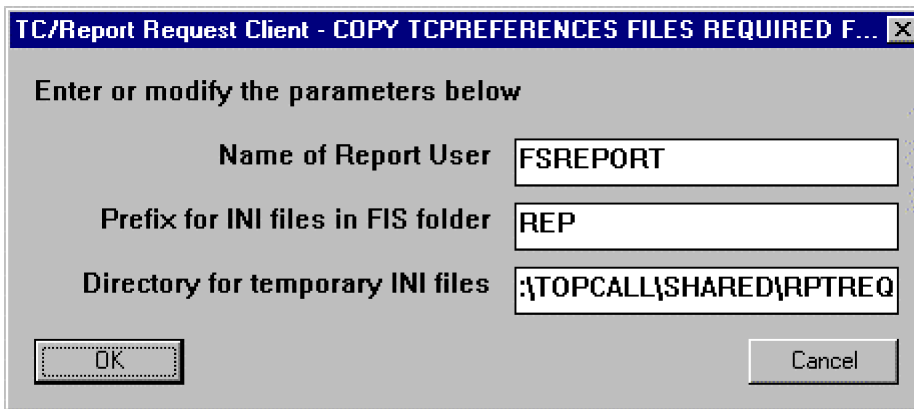 TC/Report Request Client - COPY TCPREFERENCES FILES REQUIRED F...
Enter or modify the parameters below
Name of Report User FSREPORT
Prefix for INI files in FIS folder REP
Directory for temporary INI files :\TOPCALL\SHARED\RPTREQ
OK Cancel